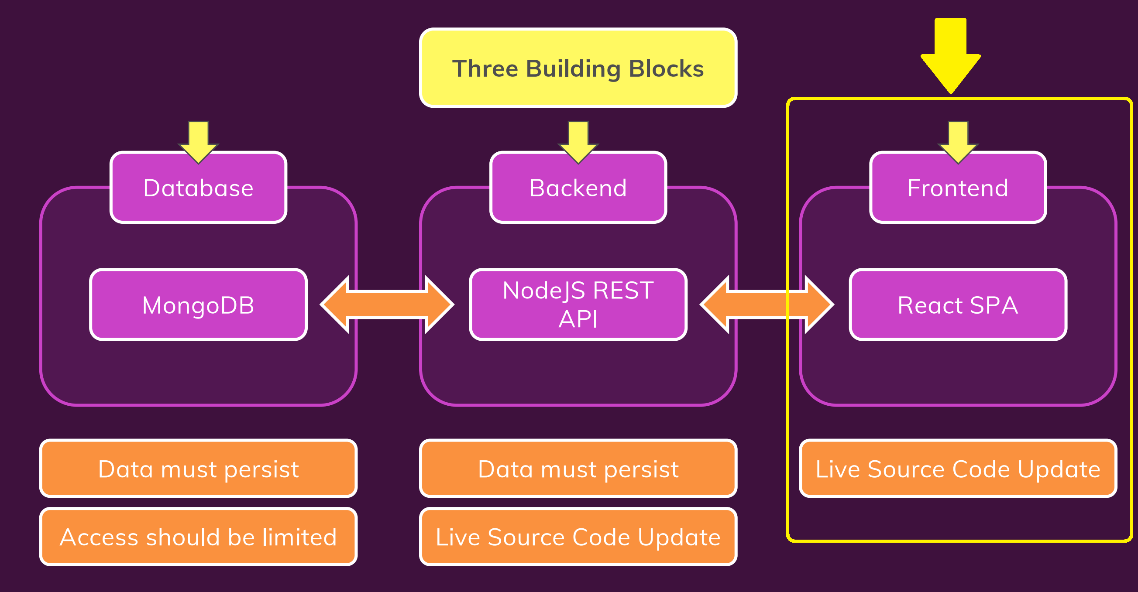 Three Building Blocks
Database
Backend
Frontend
MongoDB
NodeJS REST
API
React SPA
Data must persist
Data must persist
Live Source Code Update
Access should be limited
Live Source Code Update